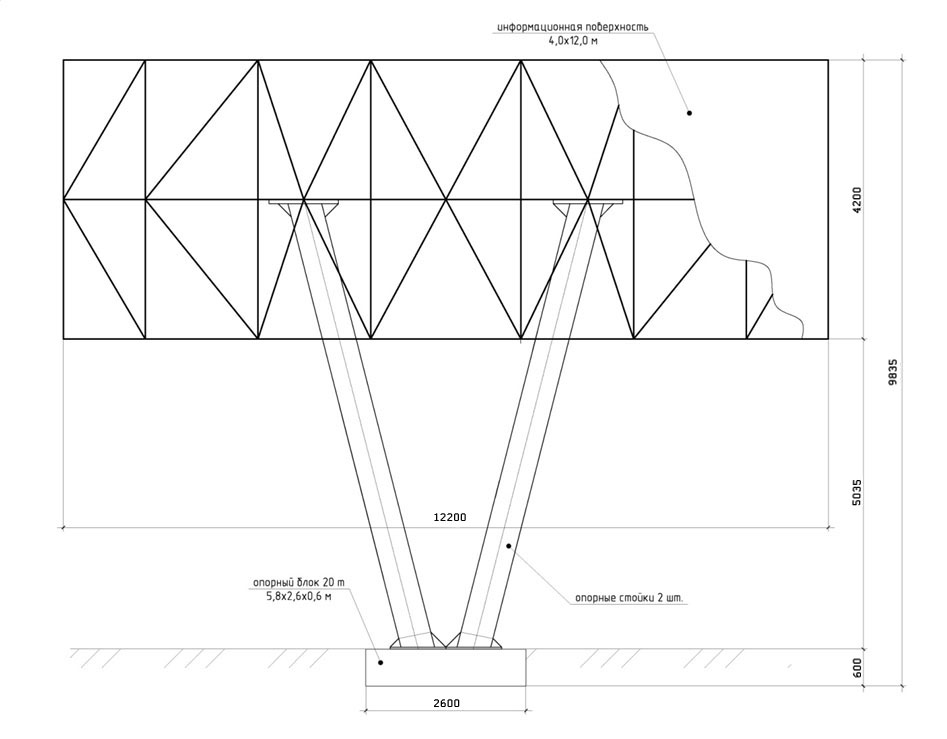 информационная поверхность
4,0х12,0 м
4200
9835
5035
12200
опорный блок 20 т
5,8х2,6х0,6 м
опорные стойки 2 шт.
600
2600